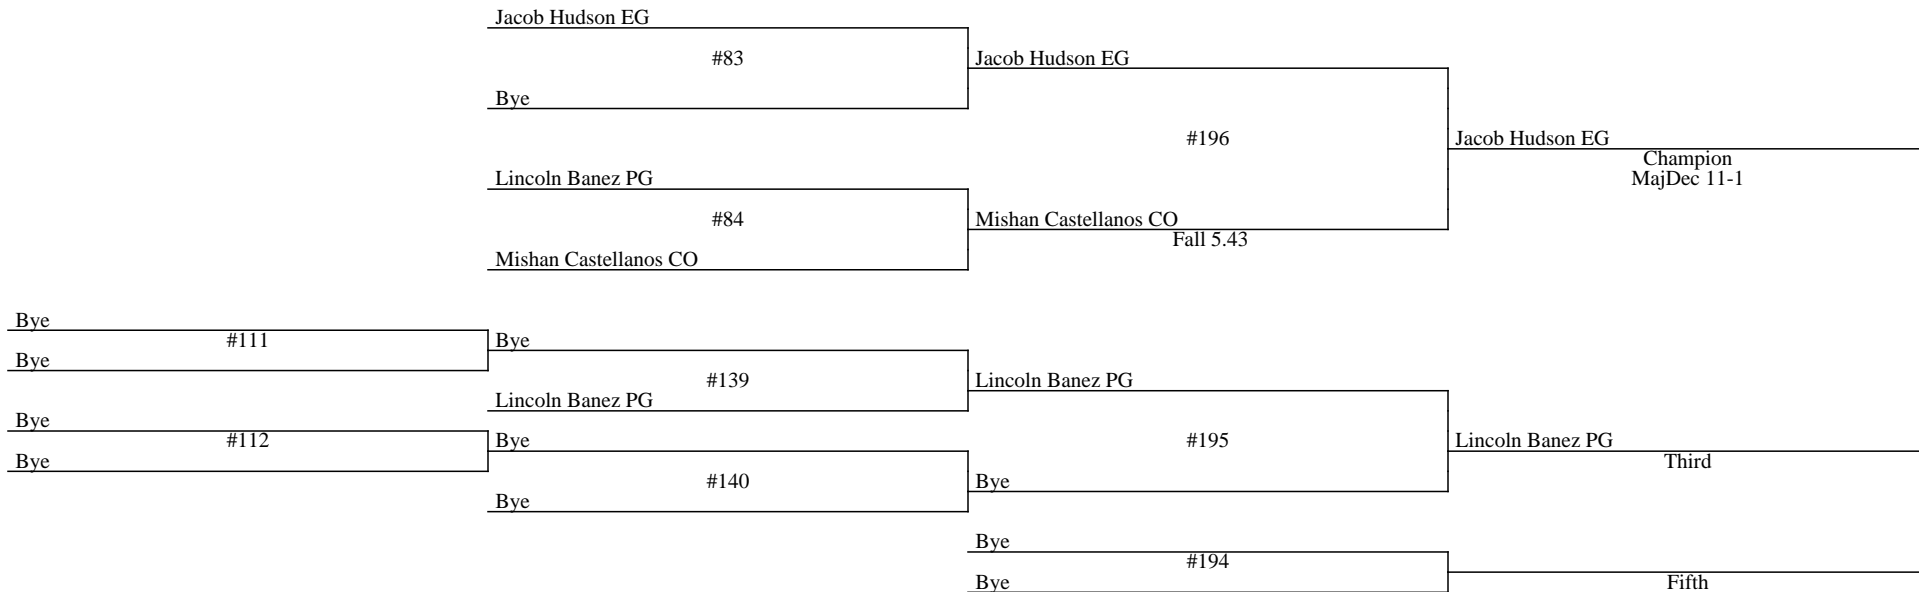 Jacob Hudson EG
#83
Jacob Hudson EG
Bye
#196
Jacob Hudson EG
Champion
MajDec 11-1
Lincoln Banez PG
#84
Mishan Castellanos CO
Fall 5.43
Mishan Castellanos CO
Bye
#111
Bye
Bye
#139
Lincoln Banez PG
Lincoln Banez PG
Bye
#112
Bye
#195
Lincoln Banez PG
Third
Bye
#140
Bye
Bye
Bye
#194
Bye
Fifth